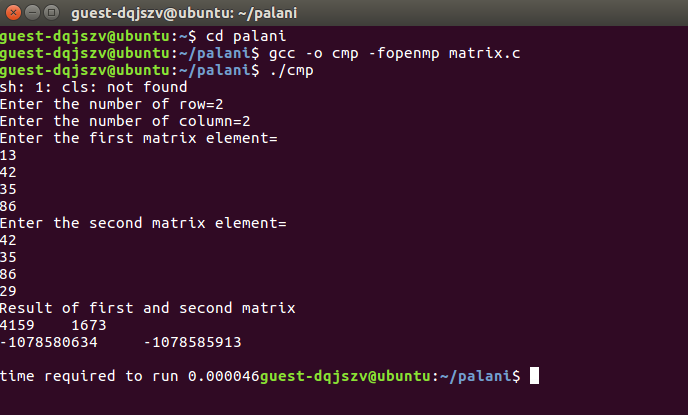 guest-dqjszv@ubuntu: ~/palani
guest-dqjszv@ubuntu:~$ cd palani
guest-dqjszv@ubuntu:~/palani$ gcc -o cmp -fopenmp matrix.c
guest-dqjszv@ubuntu:~/palani$ ./cmp
sh: 1: cls: not found
Enter the number of row=2
Enter the number of column=2
Enter the first matrix element=
13
42
35
86
Enter the second matrix element=
42
35
86
29
Result of first and second matrix
4159 1673
-1078580634 -1078585913
time required to run 0.000046guest-dqjszv@ubuntu:~/palani$